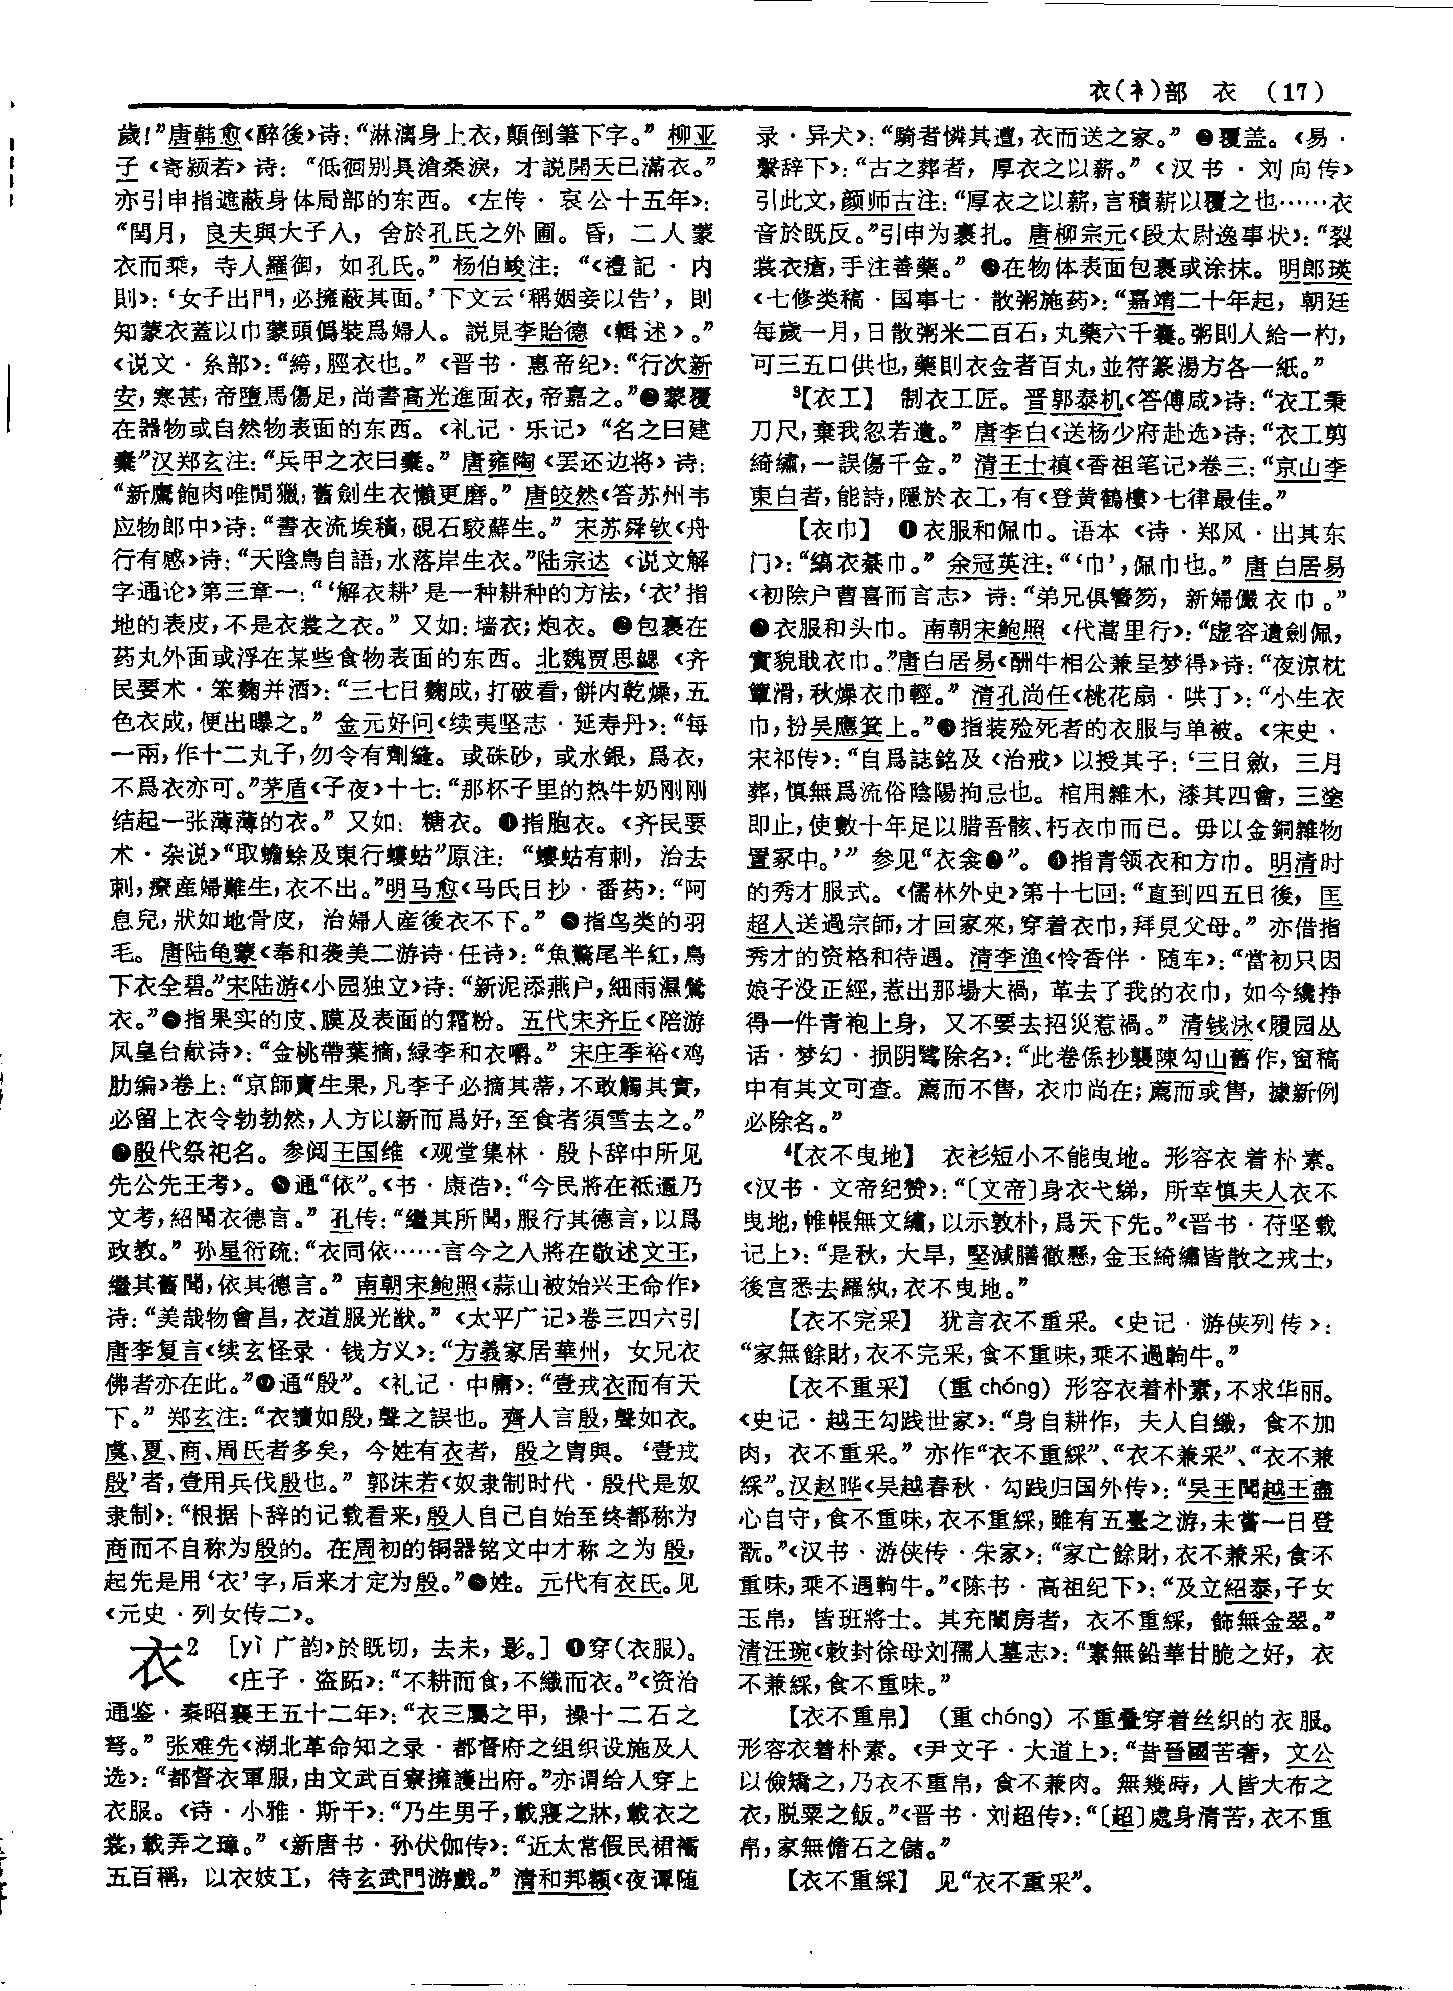 衣(衤)部　衣　(17)
歲!”唐韩愈《醉後》诗:“淋漓身上衣,顛倒筆下字。” 柳亚
子《寄颍若》诗: “低徊别具滄桑淚, 才説開天已滿衣。”
亦引申指遮蔽身体局部的东西。《左传·哀公十五年》:
“閏月, 良夫與大子入, 舍於孔氏之外圃。昏, 二人蒙
衣而乘, 寺人羅御, 如孔氏。” 杨伯峻注: “《禮記·内
則》: ‘女子出門,必擁蔽其面。’下文云‘稱姻妾以告’, 則
知蒙衣蓋以巾蒙頭僞裝爲婦人。說見李貽德《輯述》。”
《说文·糸部》:“絝,脛衣也。” 《晋书·惠帝纪》:“行次新
安,寒甚,帝墮馬傷足,尚書高光進面衣,帝嘉之。”❷蒙覆
在器物或自然物表面的东西。《礼记·乐记》“名之曰建
櫜”汉郑玄注:“兵甲之衣曰櫜。” 唐雍陶《罢还边将》诗:
“新鷹飽肉唯閒獵,舊劍生衣懶更磨。” 唐皎然《答苏州韦
应物郎中》诗:“書衣流埃積,硯石駮蘚生。” 宋苏舜钦《舟
行有感》诗:“天陰鳥自語,水落岸生衣。”陆宗达《说文解
字通论》第三章一:“‘解衣耕’是一种耕种的方法,‘衣’指
地的表皮,不是衣裳之衣。” 又如:墙衣;炮衣。❸包裹在
药丸外面或浮在某些食物表面的东西。北魏贾思勰《齐
民要术·笨麴并酒》:“三七日麴成,打破看,餅内乾燥,五
色衣成,便出曝之。” 金元好问《续夷坚志·延寿丹》:“每
一兩,作十二丸子,勿令有劑縫。或硃砂,或水銀,爲衣,
不爲衣亦可。”茅盾《子夜》十七:“那杯子里的热牛奶刚刚
结起一张薄薄的衣。” 又如: 糖衣。❹指胞衣。《齐民要
术·杂说》“取蟾蜍及東行螻蛄”原注: “螻蛄有刺, 治去
刺,療産婦難生,衣不出。”明马愈《马氏日抄·番药》:“阿
息兒,狀如地骨皮, 治婦人産後衣不下。” ❺指鸟类的羽
毛。唐陆龟蒙《奉和袭美二游诗·任诗》:“魚驚尾半紅,鳥
下衣全碧。”宋陆游《小园独立》诗:“新泥添燕户,細雨濕鶯
衣。”❻指果实的皮、膜及表面的霜粉。五代宋齐丘《陪游
凤皇台献诗》:“金桃帶葉摘,緑李和衣嚼。” 宋庄季裕《鸡
肋编》卷上:“京師賣生果,凡李子必摘其蒂,不敢觸其實,
必留上衣令勃勃然,人方以新而爲好,至食者須雪去之。”
❼殷代祭祀名。参阅王国维《观堂集林·殷卜辞中所见
先公先王考》。❽通“依”。《书·康诰》:“今民將在祇遹乃
文考,紹聞衣德言。” 孔传:“繼其所聞,服行其德言,以爲
政教。” 孙星衍疏:“衣同依……言今之人將在敬述文王,
繼其舊聞,依其德言。” 南朝宋鲍照《蒜山被始兴王命作》
诗:“美哉物會昌,衣道服光猷。” 《太平广记》卷三四六引
唐李复言《续玄怪录·钱方义》:“方義家居華州, 女兄衣
佛者亦在此。”❾通“殷”。《礼记·中庸》:“壹戎衣而有天
下。” 郑玄注:“衣讀如殷,聲之誤也。齊人言殷,聲如衣。
虞、夏、商、周氏者多矣, 今姓有衣者, 殷之胄與。‘壹戎
殷’者,壹用兵伐殷也。” 郭沫若《奴隶制时代·殷代是奴
隶制》:“根据卜辞的记载看来,殷人自己自始至终都称为
商而不自称为殷的。在周初的铜器铭文中才称之为殷,
起先是用‘衣’字,后来才定为殷。”❿姓。元代有衣氏。见
《元史·列女传二》。
衣² [yì 广韵》於既切, 去未, 影。] ❶穿(衣服)。
《庄子·盗跖》:“不耕而食,不織而衣。”《资治
通鉴·秦昭襄王五十二年》:“衣三屬之甲, 操十二石之
弩。” 张难先《湖北革命知之录·都督府之组织设施及人
选》:“都督衣軍服,由文武百寮擁護出府。”亦谓给人穿上
衣服。《诗·小雅·斯干》:“乃生男子,載寢之牀,載衣之
裳,載弄之璋。” 《新唐书·孙伏伽传》:“近太常假民裙襦
五百稱, 以衣妓工, 待玄武門游戲。” 清和邦额《夜谭随
录·异犬》:“騎者憐其遭,衣而送之家。” ❷覆盖。《易·
繫辞下》:“古之葬者, 厚衣之以薪。” 《汉书·刘向传》
引此文,颜师古注:“厚衣之以薪,言積薪以覆之也……衣
音於既反。”引申为裹扎。唐柳宗元《段太尉逸事状》:“裂
裳衣瘡,手注善藥。” ❸在物体表面包裹或涂抹。明郎瑛
《七修类稿·国事七·散粥施药》:“嘉靖二十年起, 朝廷
每歲一月,日散粥米二百石,丸藥六千囊。粥則人給一杓,
可三五口供也,藥則衣金者百丸,並符篆湯方各一紙。”
³【衣工】 制衣工匠。晋郭泰机《答傅咸》诗:“衣工秉
刀尺,棄我忽若遺。” 唐李白《送杨少府赴选》诗:“衣工剪
綺繡,一誤傷千金。” 清王士禛《香祖笔记》卷三:“京山李
東白者,能詩,隱於衣工,有《登黄鶴樓》七律最佳。”
【衣巾】 ❶衣服和佩巾。语本《诗·郑风·出其东
门》:“縞衣綦巾。” 余冠英注:“‘巾’,佩巾也。” 唐白居易
《初除户曹喜而言志》诗:“弟兄俱簪笏, 新婦儼衣巾。”
❷衣服和头巾。南朝宋鲍照《代蒿里行》:“虚容遺劍佩,
實貌戢衣巾。”唐白居易《酬牛相公兼呈梦得》诗:“夜涼枕
簟滑,秋燥衣巾輕。” 清孔尚任《桃花扇·哄丁》:“小生衣
巾,扮吴應箕上。”❸指装殓死者的衣服与单被。《宋史·
宋祁传》:“自爲誌銘及《治戒》以授其子:‘三日斂, 三月
葬,慎無爲流俗陰陽拘忌也。棺用雜木, 漆其四會, 三塗
即止,使數十年足以腊吾骸、朽衣巾而已。毋以金銅雜物
置冢中。’” 参见“衣衾❷”。❹指青领衣和方巾。明清时
的秀才服式。《儒林外史》第十七回:“直到四五日後, 匡
超人送過宗師,才回家來,穿着衣巾,拜見父母。” 亦借指
秀才的资格和待遇。清李渔《怜香伴·随车》:“當初只因
娘子没正經,惹出那場大禍, 革去了我的衣巾, 如今纔挣
得一件青袍上身, 又不要去招災惹禍。” 清钱泳《履园丛
话·梦幻·损阴骘除名》:“此卷係抄襲陳勾山舊作,窗稿
中有其文可查。薦而不售, 衣巾尚在;薦而或售, 據新例
必除名。”
⁴【衣不曳地】 衣衫短小不能曳地。形容衣着朴素。
《汉书·文帝纪赞》:“〔文帝〕身衣弋綈, 所幸慎夫人衣不
曳地,帷帳無文繡,以示敦朴,爲天下先。”《晋书·苻坚载
记上》:“是秋, 大旱, 堅減膳徹懸,金玉綺繡皆散之戎士,
後宫悉去羅紈,衣不曳地。”
【衣不完采】 犹言衣不重采。《史记·游侠列传》:
“家無餘財,衣不完采,食不重味,乘不過軥牛。”
【衣不重采】 (重 chóng) 形容衣着朴素,不求华丽。
《史记·越王勾践世家》:“身自耕作, 夫人自織, 食不加
肉, 衣不重采。” 亦作“衣不重綵”、“衣不兼采”、“衣不兼
綵”。汉赵晔《吴越春秋·勾践归国外传》:“吴王聞越王盡
心自守,食不重味,衣不重綵,雖有五臺之游,未嘗一日登
翫。”《汉书·游侠传·朱家》:“家亡餘財,衣不兼采,食不
重味,乘不過軥牛。”《陈书·高祖纪下》:“及立紹泰,子女
玉帛, 皆班將士。其充闈房者, 衣不重綵, 飾無金翠。”
清汪琬《敕封徐母刘孺人墓志》:“素無鉛華甘脆之好, 衣
不兼綵,食不重味。”
【衣不重帛】 (重 chóng) 不重叠穿着丝织的衣服。
形容衣着朴素。《尹文子·大道上》:“昔晉國苦奢, 文公
以儉矯之,乃衣不重帛, 食不兼肉。無幾時, 人皆大布之
衣,脱粟之飯。”《晋书·刘超传》:“〔超〕處身清苦,衣不重
帛,家無儋石之儲。”
【衣不重綵】 见“衣不重采”。